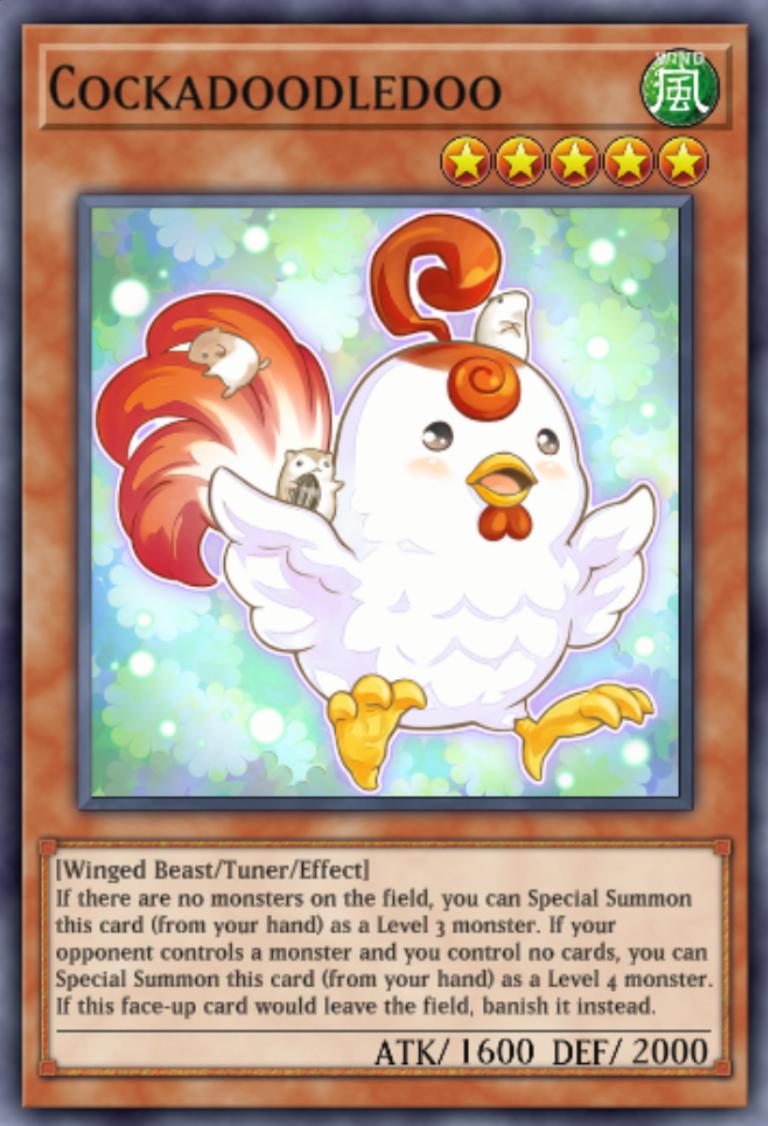 COCKADOODLEDOO
WIND
風
[Winged Beast/Tuner/Effect]
If there are no monsters on the field, you can Special Summon
this card (from your hand) as a Level 3 monster. If your
opponent controls a monster and you control no cards, you can
Special Summon this card (from your hand) as a Level 4 monster.
If this face-up card would leave the field, banish it instead.
ATK/ 1600 DEF/ 2000